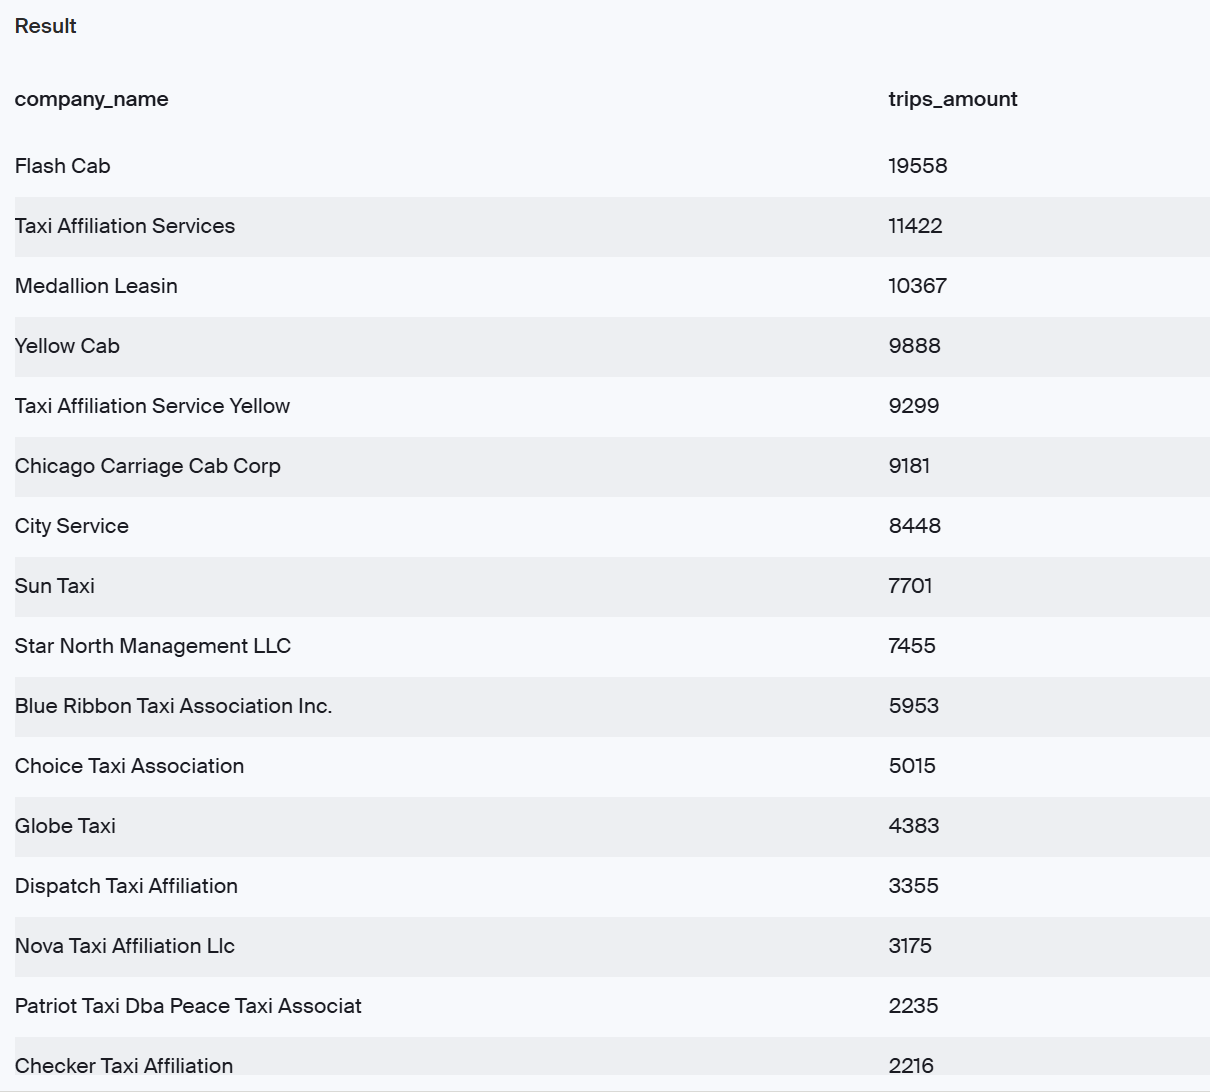 Result
company_name trips_amount
Flash Cab 19558
Taxi Affiliation Services 11422
Medallion Leasin 10367
Yellow Cab 9888
Taxi Affiliation Service Yellow 9299
Chicago Carriage Cab Corp 9181
City Service 8448
Sun Taxi 7701
Star North Management LLC 7455
Blue Ribbon Taxi Association Inc. 5953
Choice Taxi Association 5015
Globe Taxi 4383
Dispatch Taxi Affiliation 3355
Nova Taxi Affiliation Llc 3175
Patriot Taxi Dba Peace Taxi Associat 2235
Checker Taxi Affiliation 2216